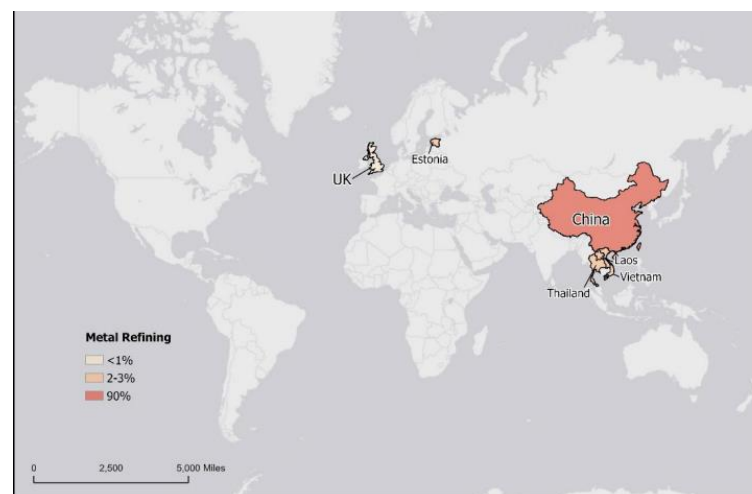 UK
Estonia
China
Laos
Vietnam
Thailand
Metal Refining
<1%
2-3%
90%
0 2,500 5,000 Miles